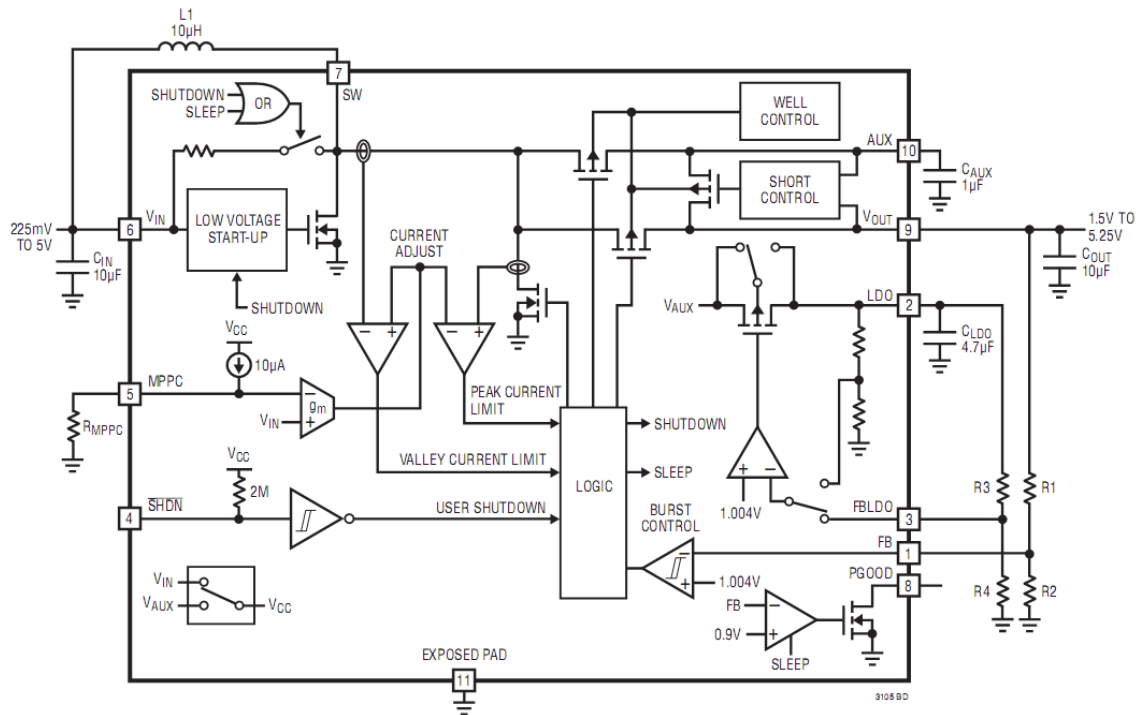 L1
10µH
7
SW
SHUTDOWN
SLEEP
OR
WELL
CONTROL
AUX
10
CAUX
1µF
SHORT
CONTROL
VOUT
9
1.5V TO
5.25V
COUT
10µF
225mV
TO 5V
6
VIN
LOW VOLTAGE
START-UP
CIN
10µF
SHUTDOWN
CURRENT
ADJUST
− +
− +
VAUX
LDO
2
CLDO
4.7µF
VCC
10µA
5
MPPC
RMPPC
−
gm
+
VIN
PEAK CURRENT
LIMIT
VALLEY CURRENT LIMIT
LOGIC
SHUTDOWN
SLEEP
+ −
1.004V
VCC
2M
4
SHDN
USER SHUTDOWN
BURST
CONTROL
R3
R1
FBLDO
3
FB
1
−
+
1.004V
PGOOD
8
R4
R2
VIN
VAUX
VCC
FB
−
0.9V
+
SLEEP
EXPOSED PAD
11
3105 BD